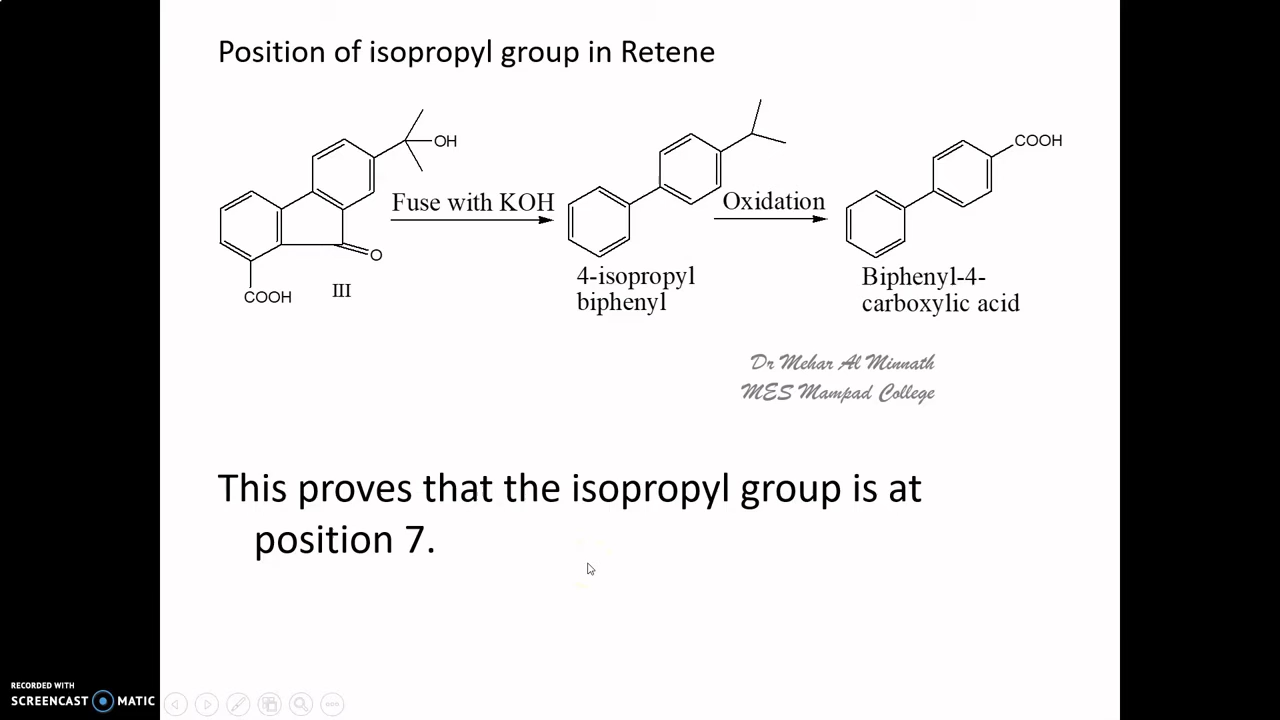 Position of isopropyl group in Retene
OH
Fuse with KOH
O
COOH
III
4-isopropyl
biphenyl
Oxidation
COOH
Biphenyl-4-
carboxylic acid
Dr Mehar Al Minnath
MES Mampad College
This proves that the isopropyl group is at
position 7.
RECORDED WITH
SCREENCAST MATIC